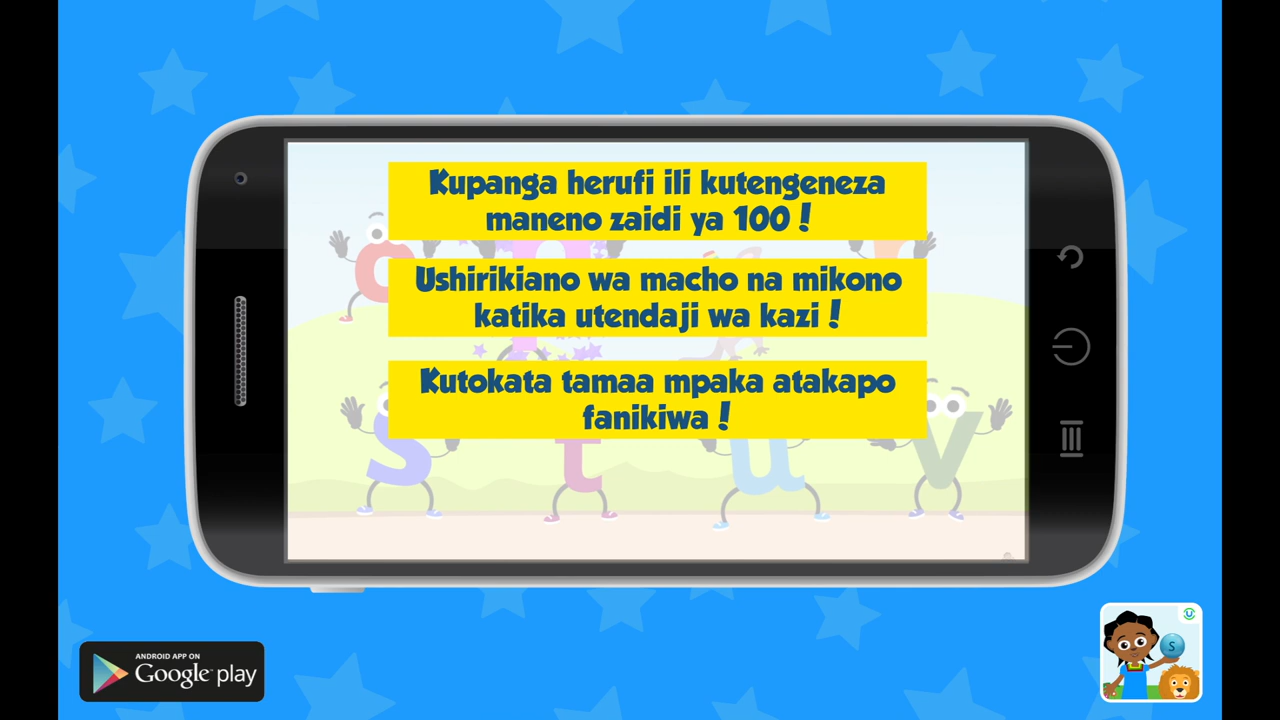 Kupanga herufi ili kutengeneza
maneno zaidi ya 100!
Ushirikiano wa macho na mikono
katika utendaji wa kazi!
Kutokata tamaa mpaka atakapo
fanikiwa!
s t u v
ANDROID APP ON
Google play
S